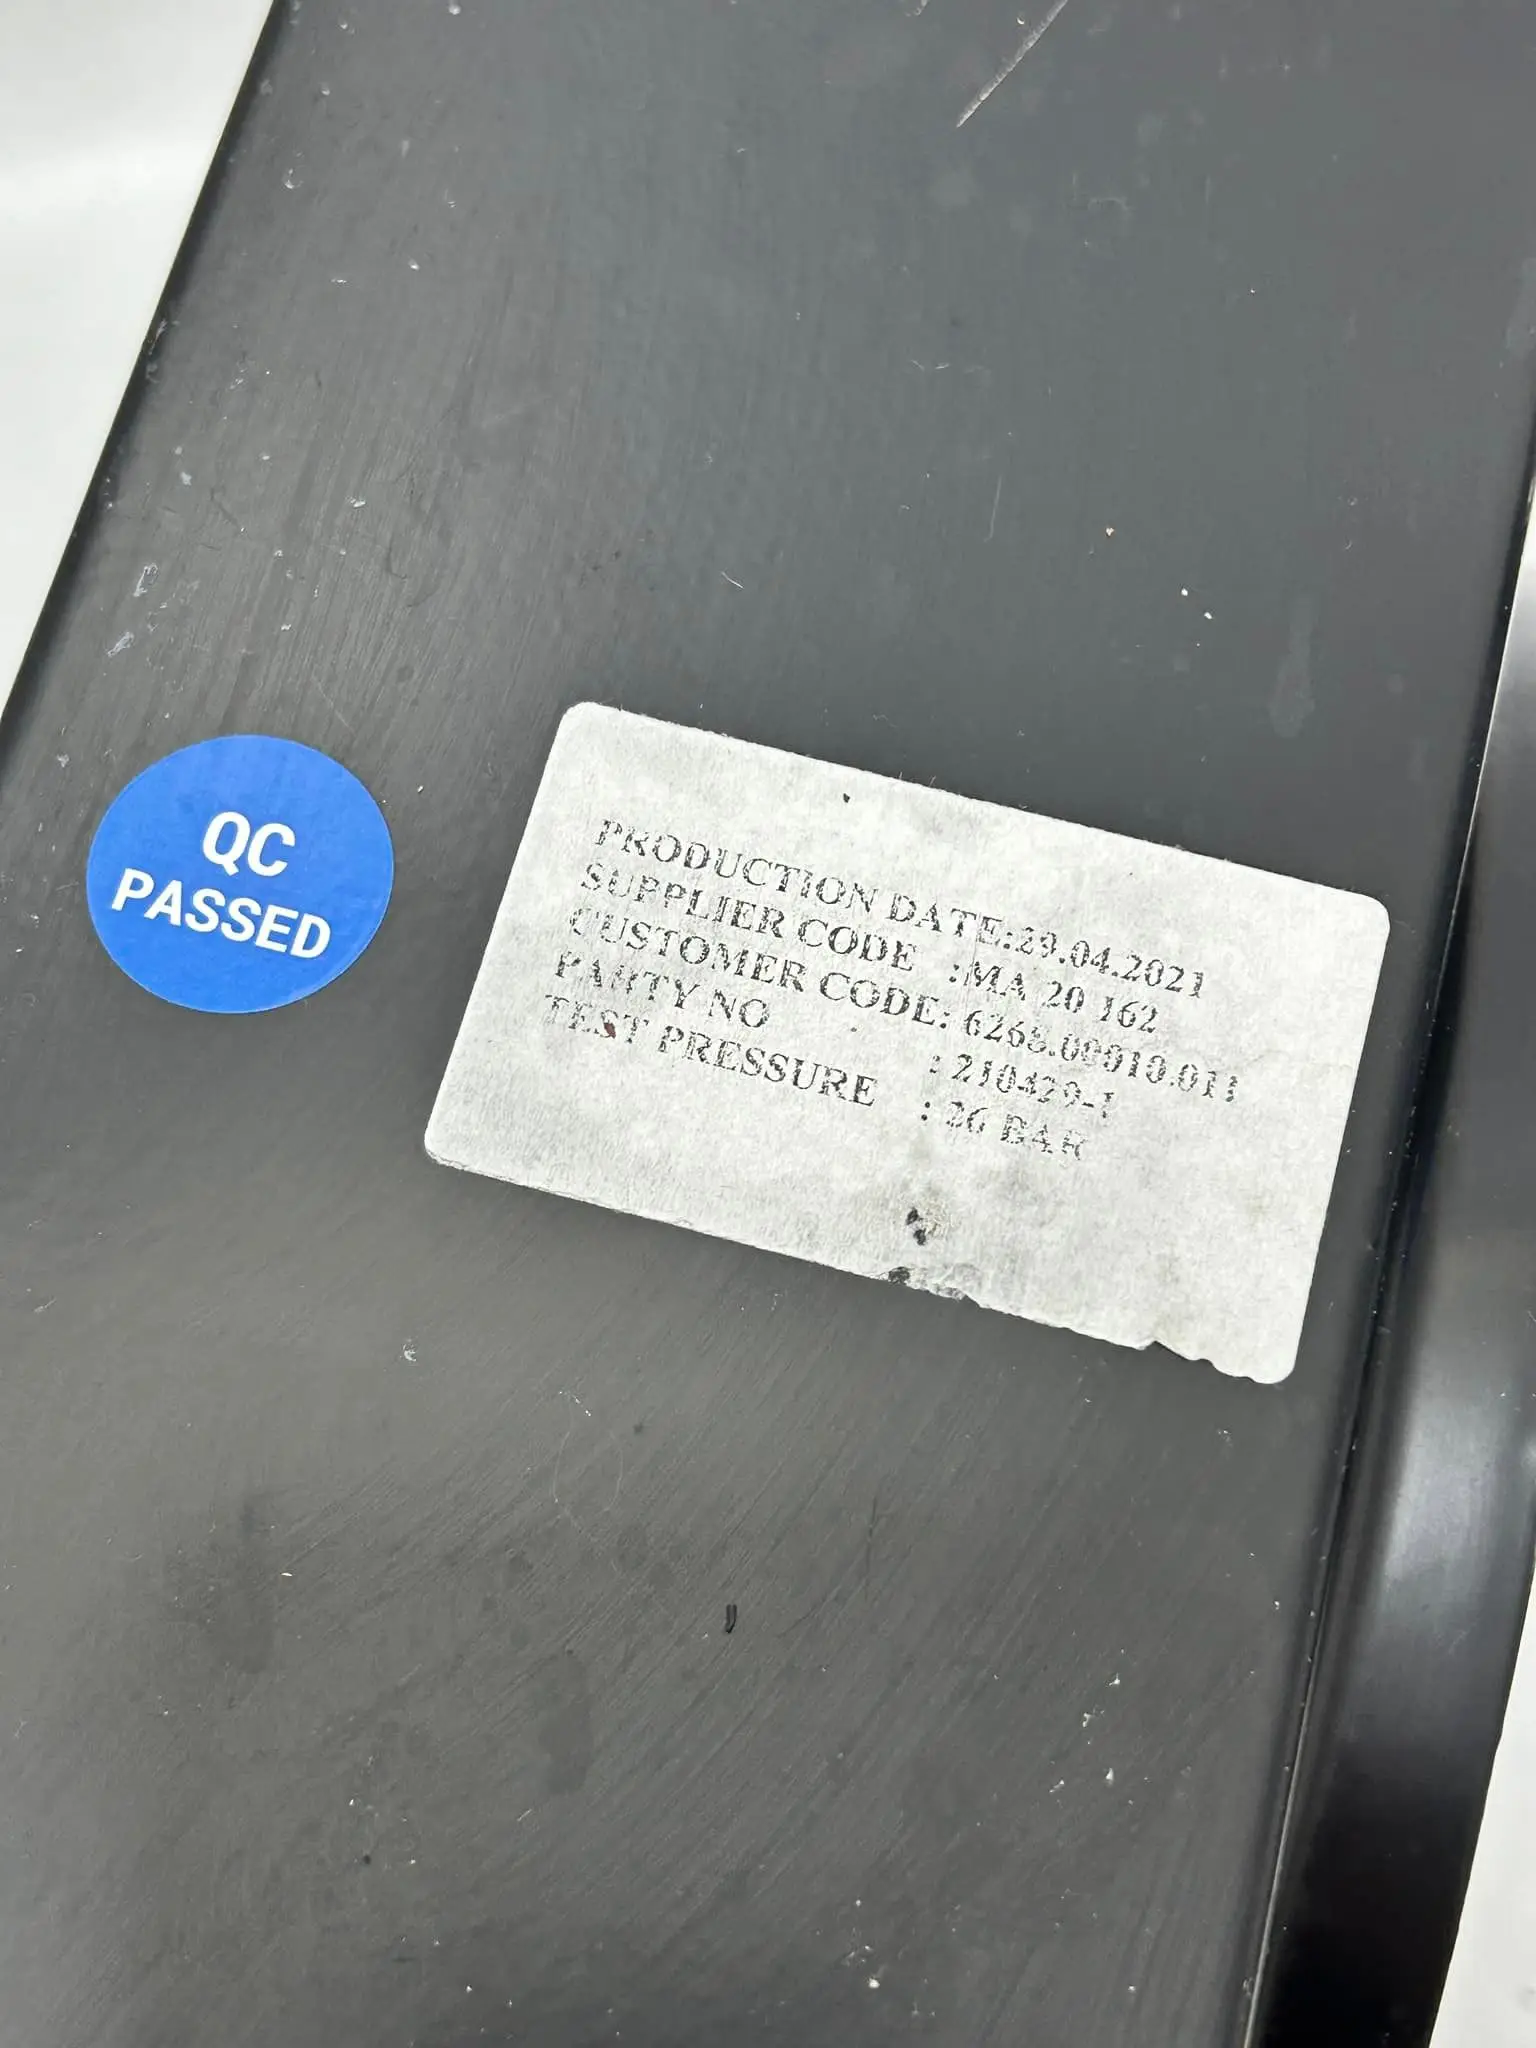 QC
PASSED
PRODUCTION DATE:29.04.2021
SUPPLIER CODE :MA 20 162
CUSTOMER CODE: 6268.00010.011
PARTY NO : 210429-1
TEST PRESSURE : 26 BAR